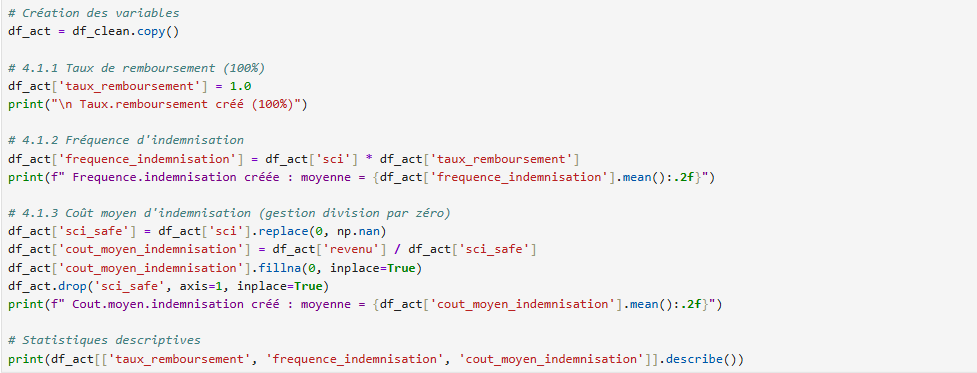 # Création des variables
df_act = df_clean.copy()
# 4.1.1 Taux de remboursement (100%)
df_act['taux_remboursement'] = 1.0
print("\n Taux.remboursement créé (100%)")
# 4.1.2 Fréquence d'indemnisation
df_act['frequence_indemnisation'] = df_act['sci'] * df_act['taux_remboursement']
print(f" Frequence.indemnisation créée : moyenne = {df_act['frequence_indemnisation'].mean():.2f}")
# 4.1.3 Coût moyen d'indemnisation (gestion division par zéro)
df_act['sci_safe'] = df_act['sci'].replace(0, np.nan)
df_act['cout_moyen_indemnisation'] = df_act['revenu'] / df_act['sci_safe']
df_act['cout_moyen_indemnisation'].fillna(0, inplace=True)
df_act.drop('sci_safe', axis=1, inplace=True)
print(f" Cout.moyen.indemnisation créé : moyenne = {df_act['cout_moyen_indemnisation'].mean():.2f}")
# Statistiques descriptives
print(df_act[['taux_remboursement', 'frequence_indemnisation', 'cout_moyen_indemnisation']].describe())